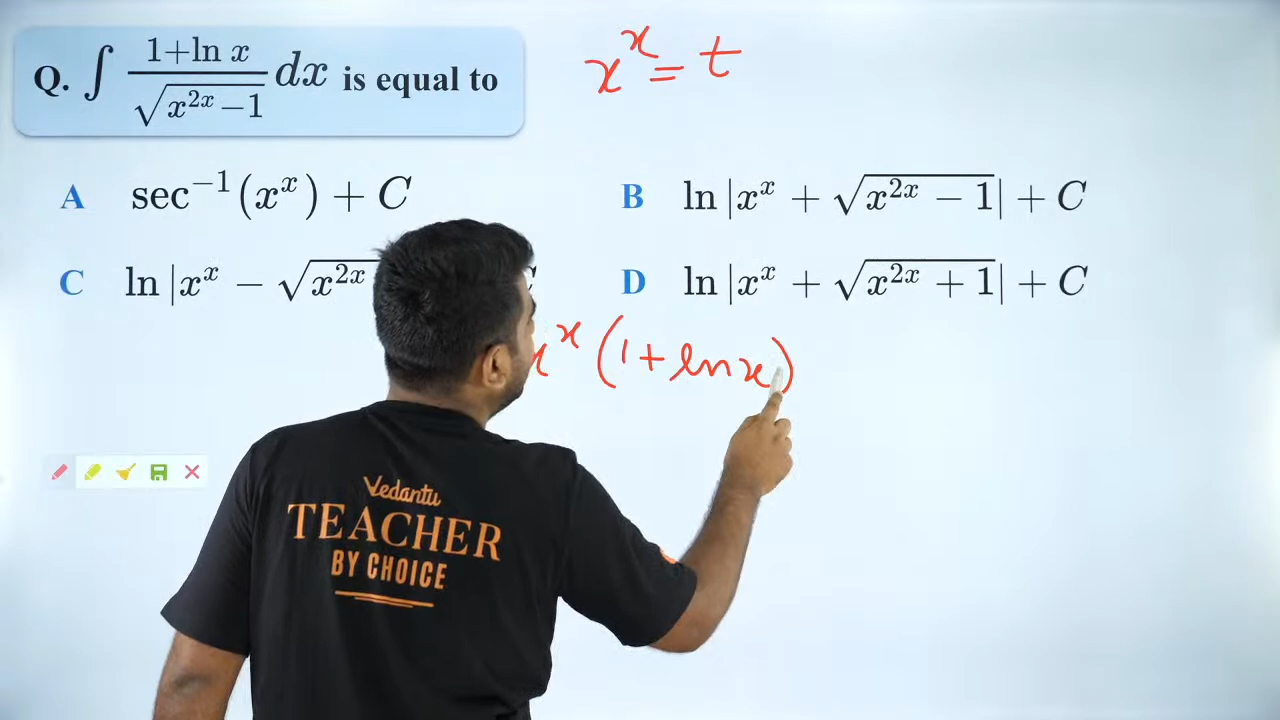 Q. ∫ (1+ln x)/√(x^{2x} −1) dx is equal to
x^x = t
A sec⁻¹(x^x) + C
B ln |x^x + √(x^{2x} − 1)| + C
C ln |x^x − √(x^{2x}
D ln |x^x + √(x^{2x} + 1)| + C
x^x (1 + ln x)
Vedantu
TEACHER
BY CHOICE